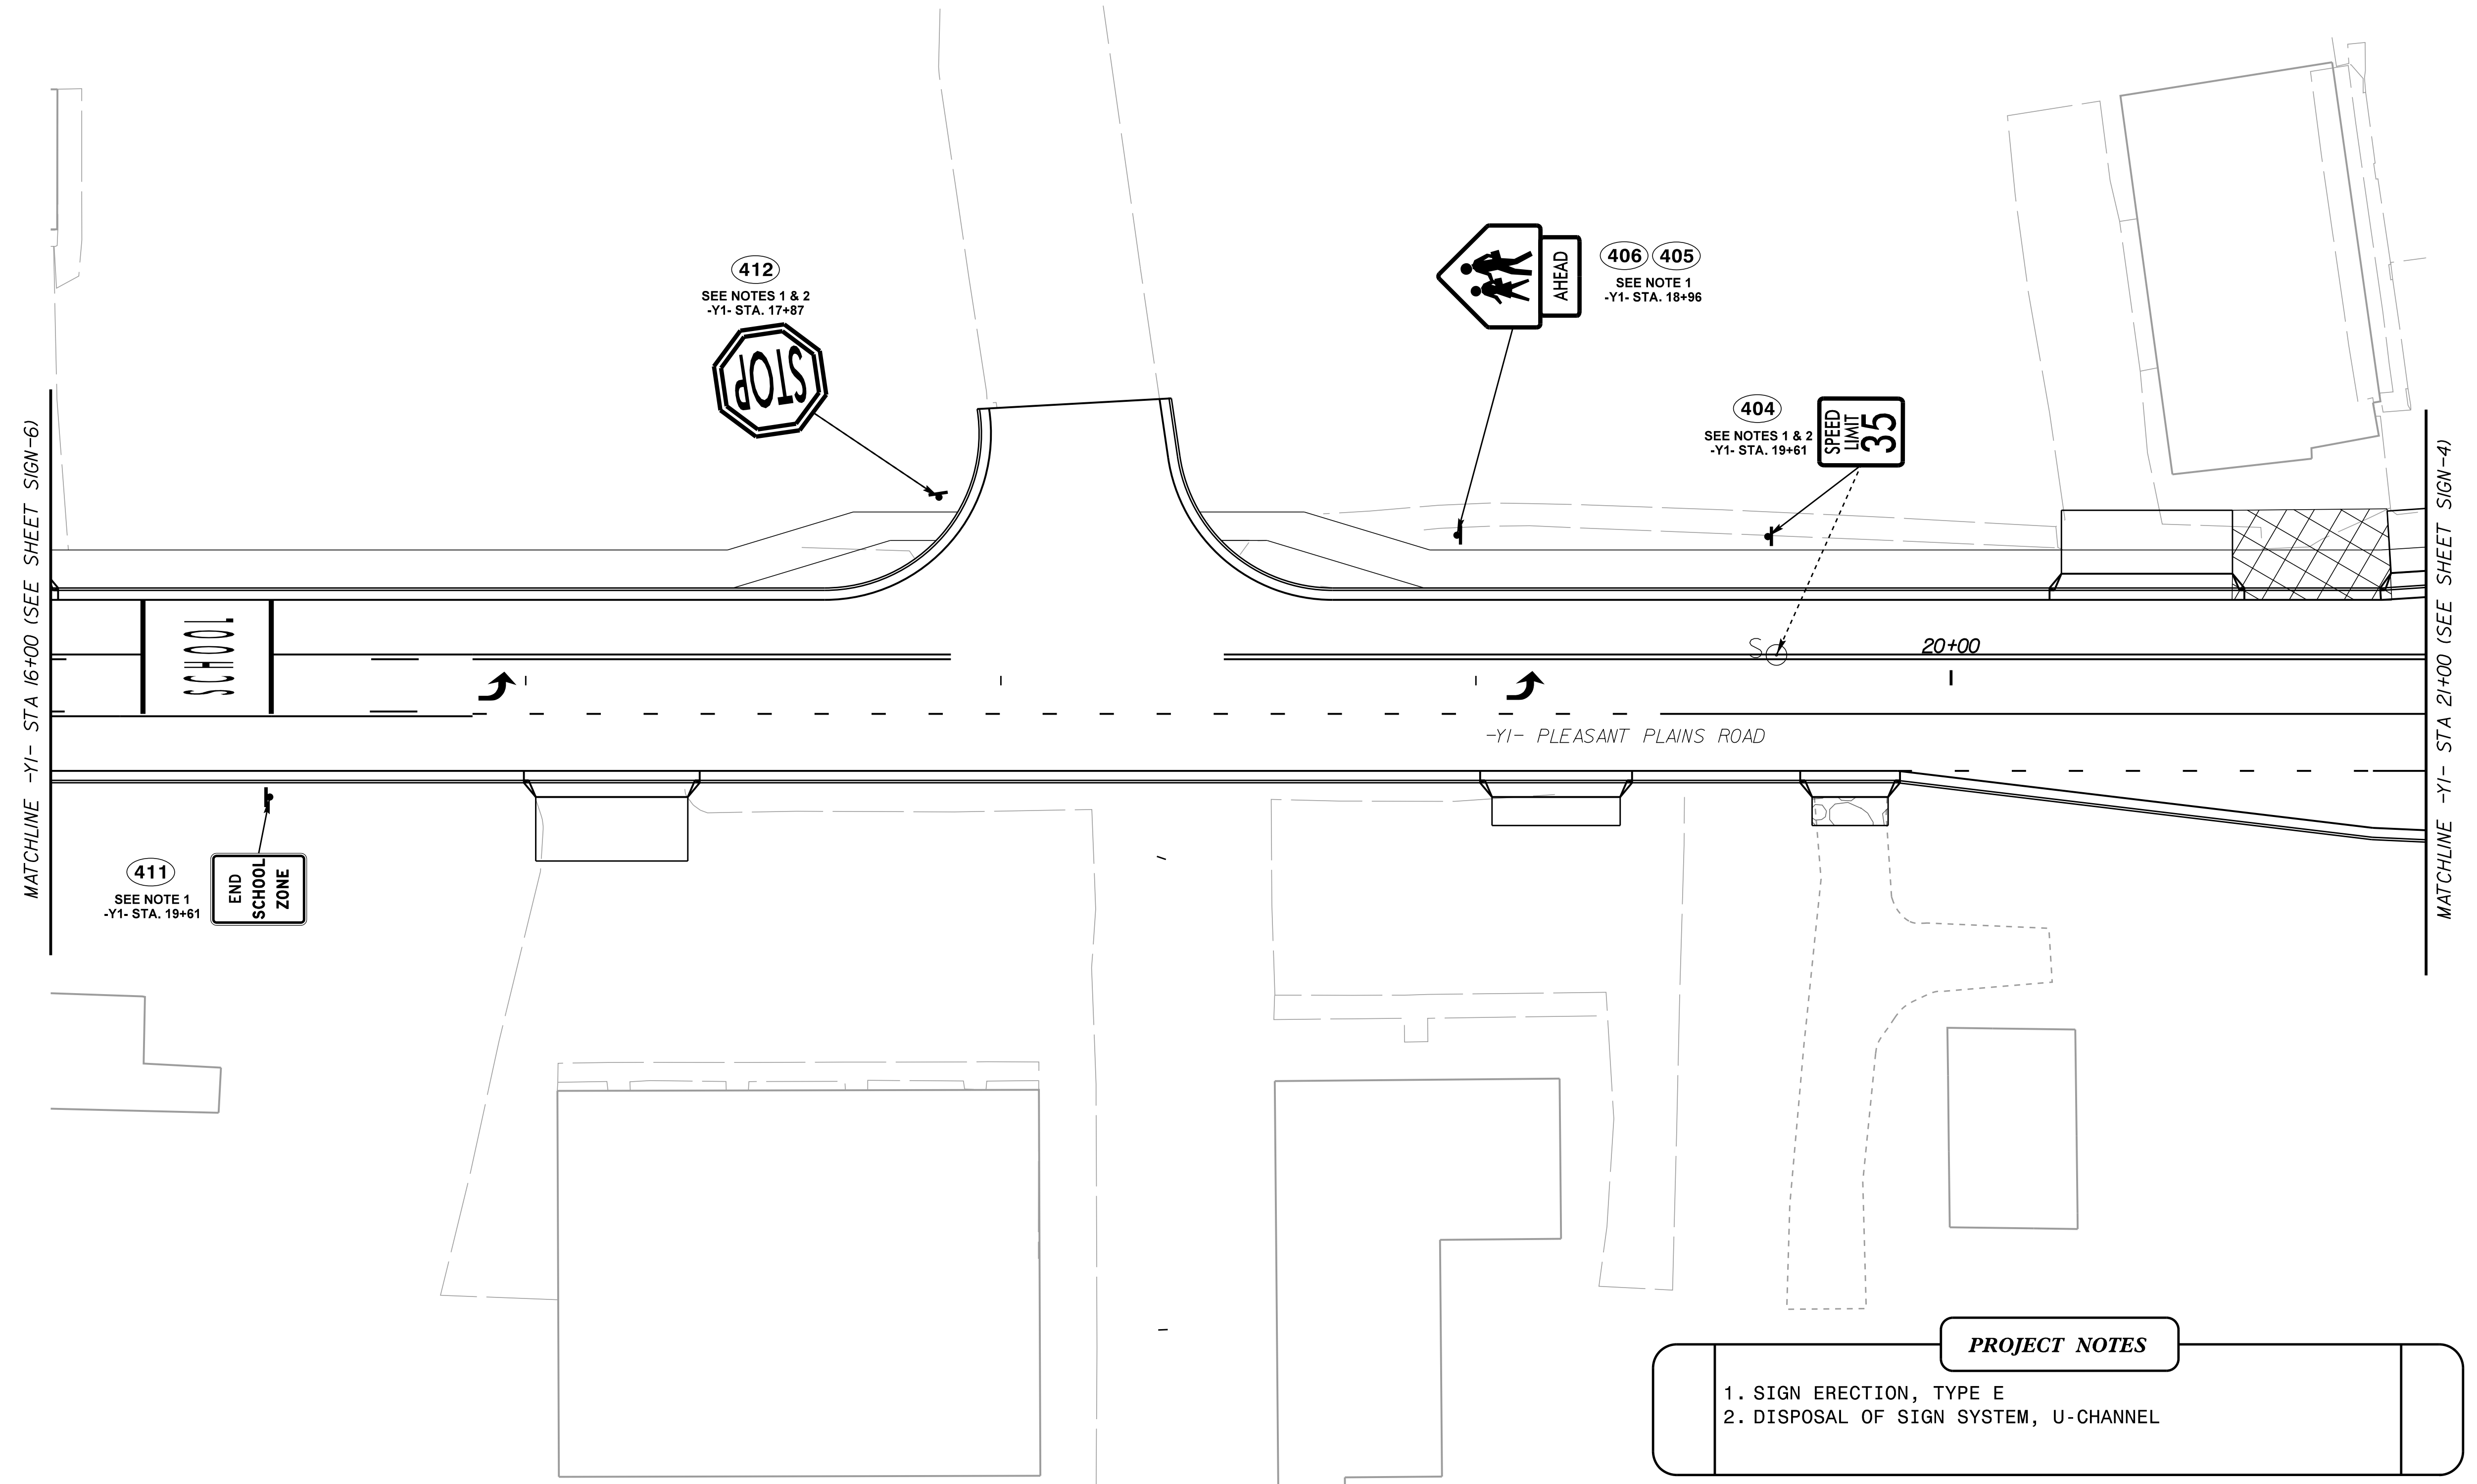 412
SEE NOTES 1 & 2
-Y1- STA. 17+87
STOP
AHEAD
406 405
SEE NOTE 1
-Y1- STA. 18+96
404
SEE NOTES 1 & 2
-Y1- STA. 19+61
SPEED
LIMIT
35
MATCHLINE -Y1- STA 16+00 (SEE SHEET SIGN-6)
MATCHLINE -Y1- STA 21+00 (SEE SHEET SIGN-4)
SCHOOL
S
20+00
-Y1- PLEASANT PLAINS ROAD
411
SEE NOTE 1
-Y1- STA. 19+61
END
SCHOOL
ZONE
PROJECT NOTES
1. SIGN ERECTION, TYPE E
2. DISPOSAL OF SIGN SYSTEM, U-CHANNEL